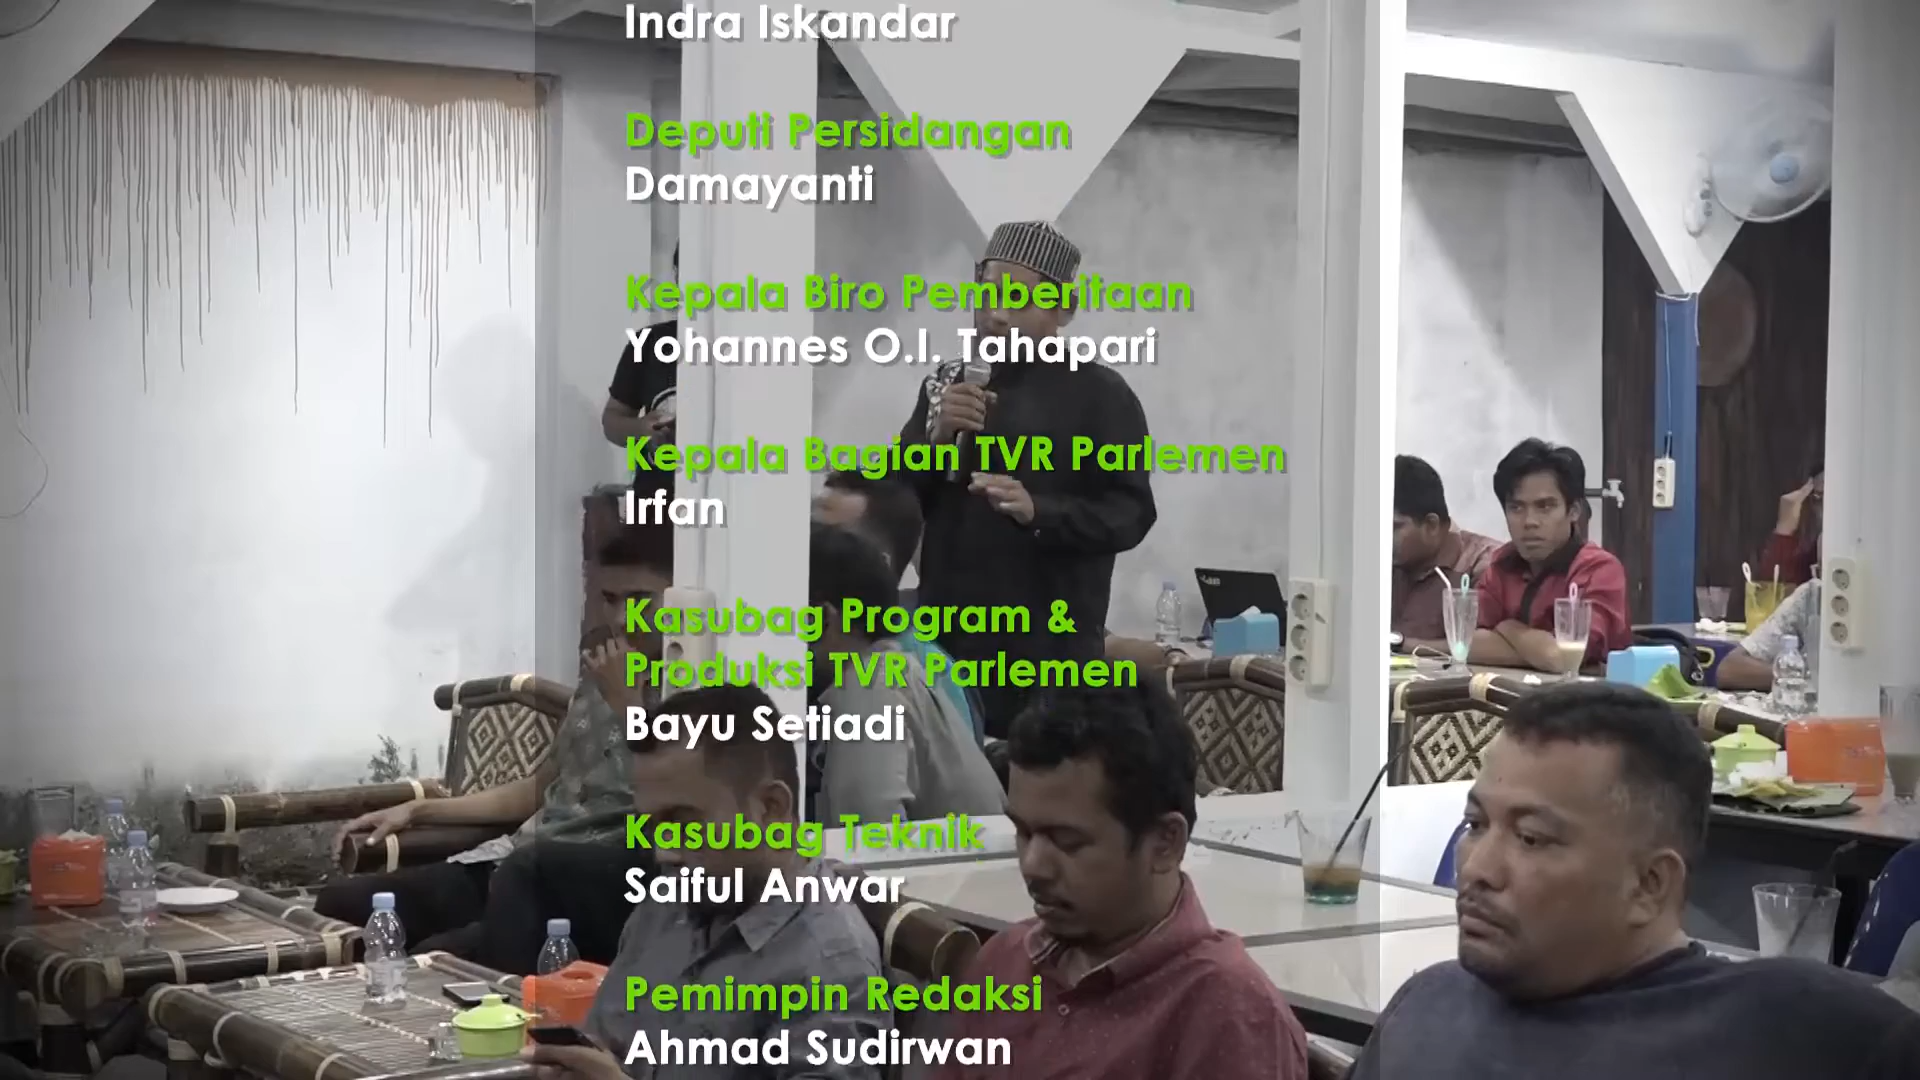 Indra Iskandar
Deputi Persidangan
Damayanti
Kepala Biro Pemberitaan
Yohannes O.I. Tahapari
Kepala Bagian TVR Parlemen
Irfan
Kasubag Program &
Produksi TVR Parlemen
Bayu Setiadi
Kasubag Teknik
Saiful Anwar
Pemimpin Redaksi
Ahmad Sudirwan